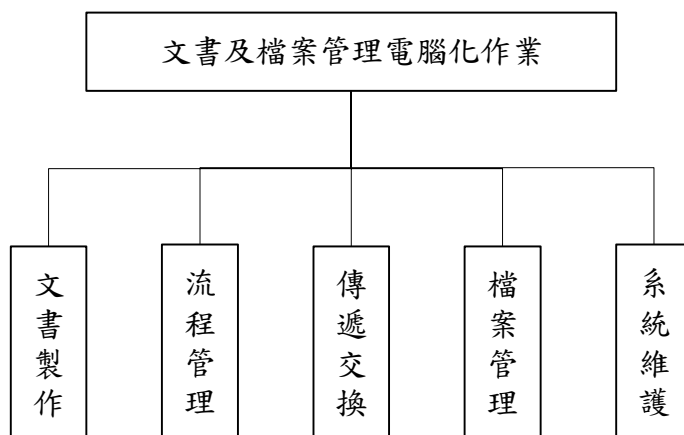 文書及檔案管理電腦化作業
文書製作
流程管理
傳遞交換
檔案管理
系統維護